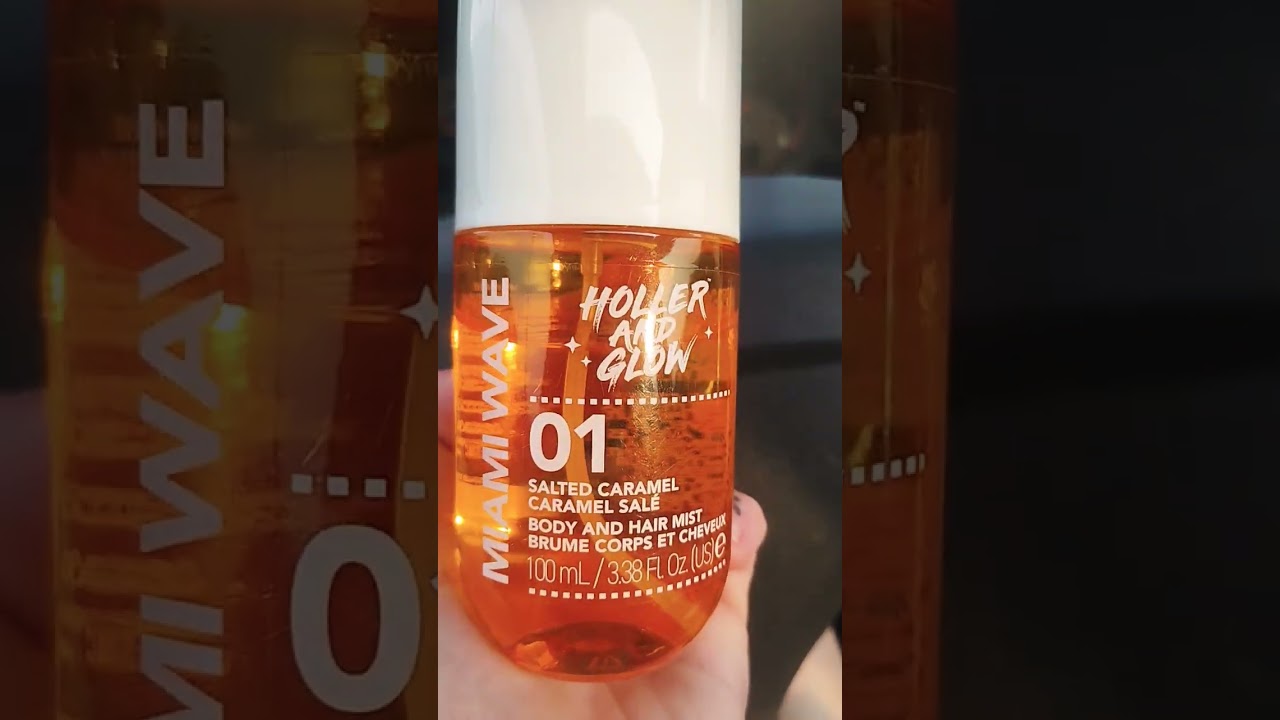 MIAMI WAVE
HOLLER™
AND
GLOW
01
SALTED CARAMEL
CARAMEL SALÉ
BODY AND HAIR MIST
BRUME CORPS ET CHEVEUX
100 mL / 3.38 Fl. Oz. (US) ℮